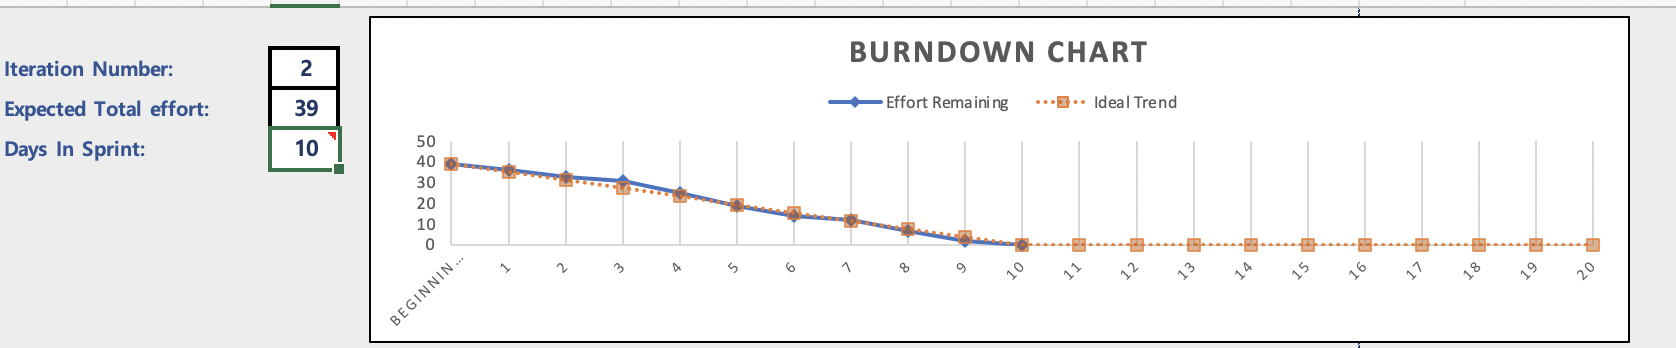 Iteration Number: 2
Expected Total effort: 39
Days In Sprint: 10
BURNDOWN CHART
Effort Remaining Ideal Trend
50
40
30
20
10
0
BEGINNIN... 1 2 3 4 5 6 7 8 9 10 11 12 13 14 15 16 17 18 19 20